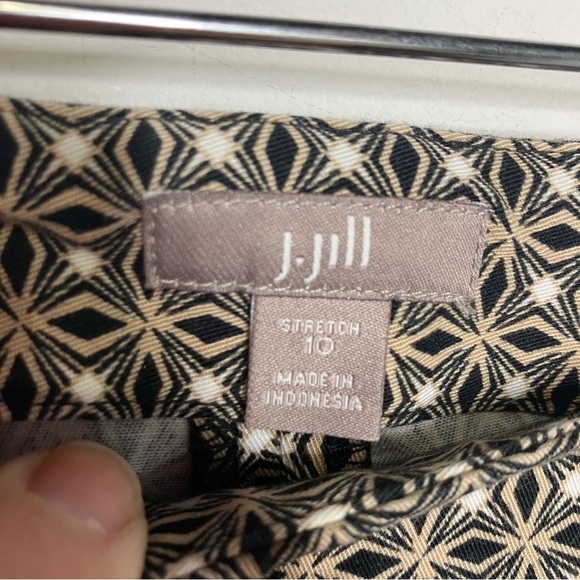 J.Jill
STRETCH
10
MADE IN
INDONESIA